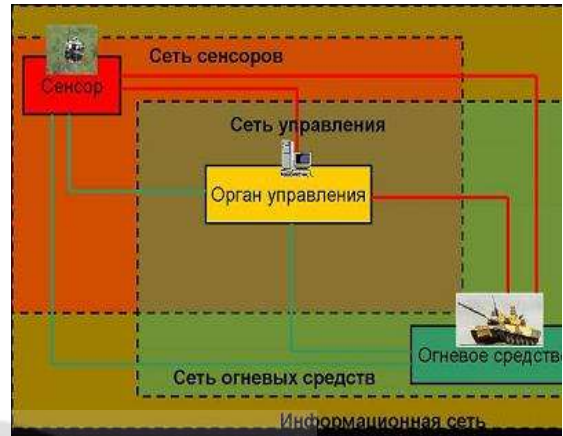 Сеть сенсоров
Сенсор
Сеть управления
Орган управления
Огневое средство
Сеть огневых средств
Информационная сеть